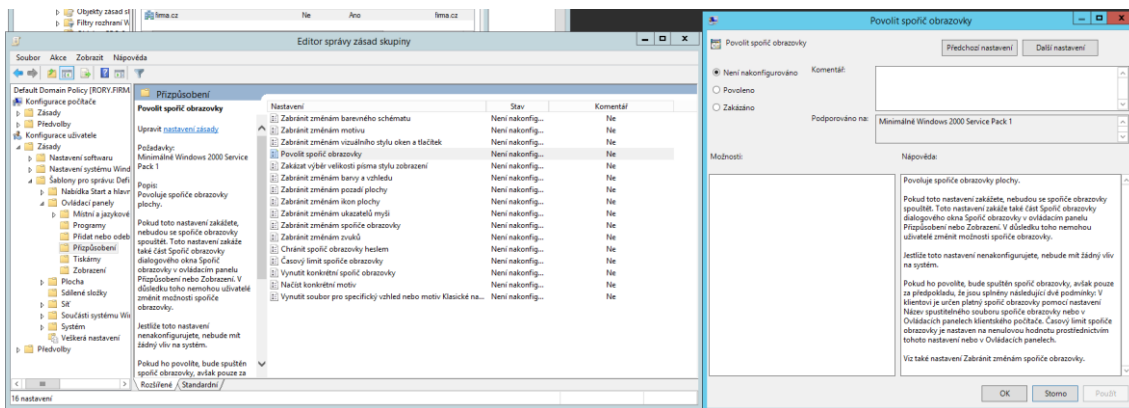 Objekty zásad sl
Filtry rozhraní W
firma.cz Ne Ano firma.cz
Editor správy zásad skupiny
Soubor Akce Zobrazit Nápověda
Default Domain Policy [RORY.FIRM
Konfigurace počítače
Zásady
Předvolby
Konfigurace uživatele
Zásady
Nastavení softwaru
Nastavení systému Wind
Šablony pro správu: Defi
Nabídka Start a hlavr
Ovládací panely
Místní a jazykové
Programy
Přidat nebo odeb
Přizpůsobení
Tiskárny
Zobrazení
Plocha
Sdílené složky
Síť
Součásti systému Wi
Systém
Veškerá nastavení
Předvolby
Přizpůsobení
Povolit spořič obrazovky
Upravit nastavení zásady
Požadavky:
Minimálně Windows 2000 Service
Pack 1
Popis:
Povoluje spořiče obrazovky
plochy.
Pokud toto nastavení zakážete,
nebudou se spořiče obrazovky
spouštět. Toto nastavení zakáže
také část Spořič obrazovky
dialogového okna Spořič
obrazovky v ovládacím panelu
Přizpůsobení nebo Zobrazení. V
důsledku toho nemohou uživatelé
změnit možnosti spořiče
obrazovky.
Jestliže toto nastavení
nenakonfigurujete, nebude mít
žádný vliv na systém.
Pokud ho povolíte, bude spuštěn
spořič obrazovky, avšak pouze za
Nastavení Stav Komentář
Zabránit změnám barevného schématu Není nakonfig... Ne
Zabránit změnám motivu Není nakonfig... Ne
Zabránit změnám vizuálního stylu oken a tlačítek Není nakonfig... Ne
Povolit spořič obrazovky Není nakonfig... Ne
Zakázat výběr velikosti písma stylu zobrazení Není nakonfig... Ne
Zabránit změnám barvy a vzhledu Není nakonfig... Ne
Zabránit změnám pozadí plochy Není nakonfig... Ne
Zabránit změnám ikon plochy Není nakonfig... Ne
Zabránit změnám ukazatelů myši Není nakonfig... Ne
Zabránit změnám spořiče obrazovky Není nakonfig... Ne
Zabránit změnám zvuků Není nakonfig... Ne
Chránit spořič obrazovky heslem Není nakonfig... Ne
Časový limit spořiče obrazovky Není nakonfig... Ne
Vynutit konkrétní spořič obrazovky Není nakonfig... Ne
Načíst konkrétní motiv Není nakonfig... Ne
Vynutit soubor pro specifický vzhled nebo motiv Klasické na... Není nakonfig... Ne
Rozšířené Standardní
16 nastavení
Povolit spořič obrazovky
Povolit spořič obrazovky
Předchozí nastavení Další nastavení
Není nakonfigurováno Komentář:
Povoleno
Zakázáno
Podporováno na: Minimálně Windows 2000 Service Pack 1
Možnosti: Nápověda:
Povoluje spořiče obrazovky plochy.
Pokud toto nastavení zakážete, nebudou se spořiče obrazovky
spouštět. Toto nastavení zakáže také část Spořič obrazovky
dialogového okna Spořič obrazovky v ovládacím panelu
Přizpůsobení nebo Zobrazení. V důsledku toho nemohou
uživatelé změnit možnosti spořiče obrazovky.
Jestliže toto nastavení nenakonfigurujete, nebude mít žádný vliv
na systém.
Pokud ho povolíte, bude spuštěn spořič obrazovky, avšak pouze
za předpokladu, že jsou splněny následující dvě podmínky: V
klientovi je určen platný spořič obrazovky pomocí nastavení
Název spustitelného souboru spořiče obrazovky nebo v
Ovládacích panelech klientského počítače. Časový limit spořiče
obrazovky je nastaven na nenulovou hodnotu prostřednictvím
tohoto nastavení nebo v Ovládacích panelech.
Viz také nastavení Zabránit změnám spořiče obrazovky.
OK Storno Použít